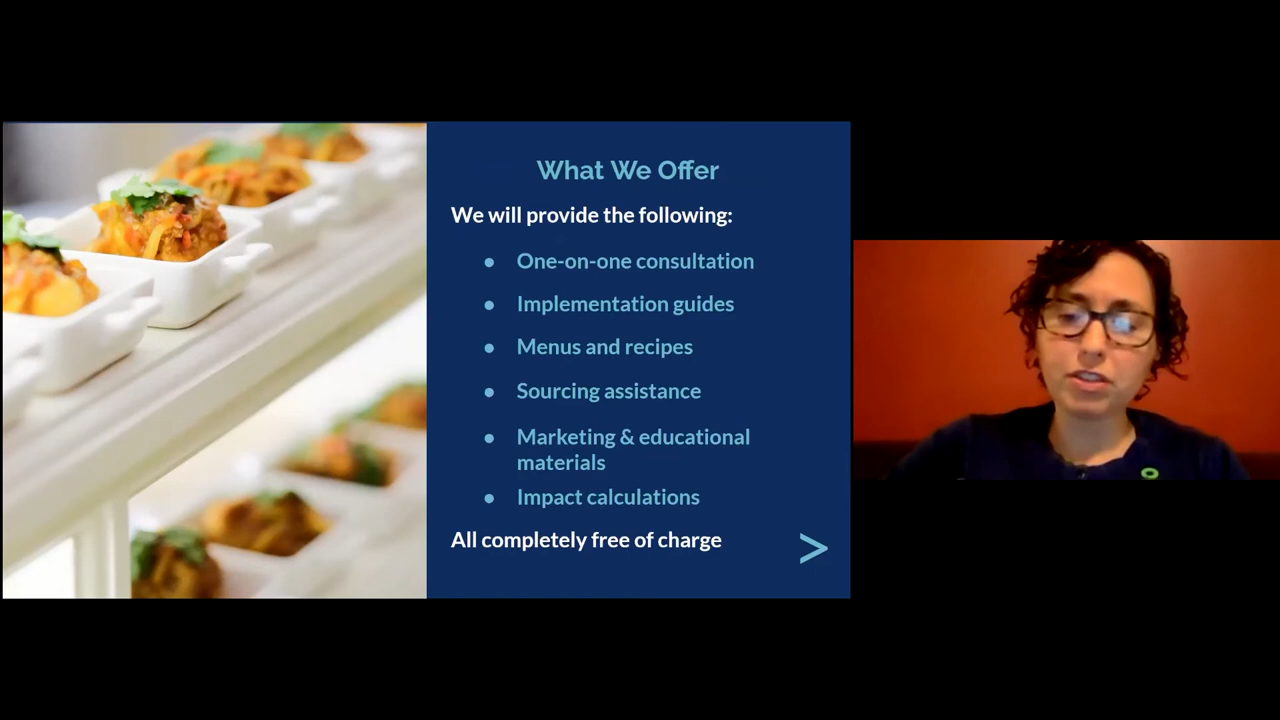 What We Offer
We will provide the following:
● One-on-one consultation
● Implementation guides
● Menus and recipes
● Sourcing assistance
● Marketing & educational
materials
● Impact calculations
All completely free of charge
>